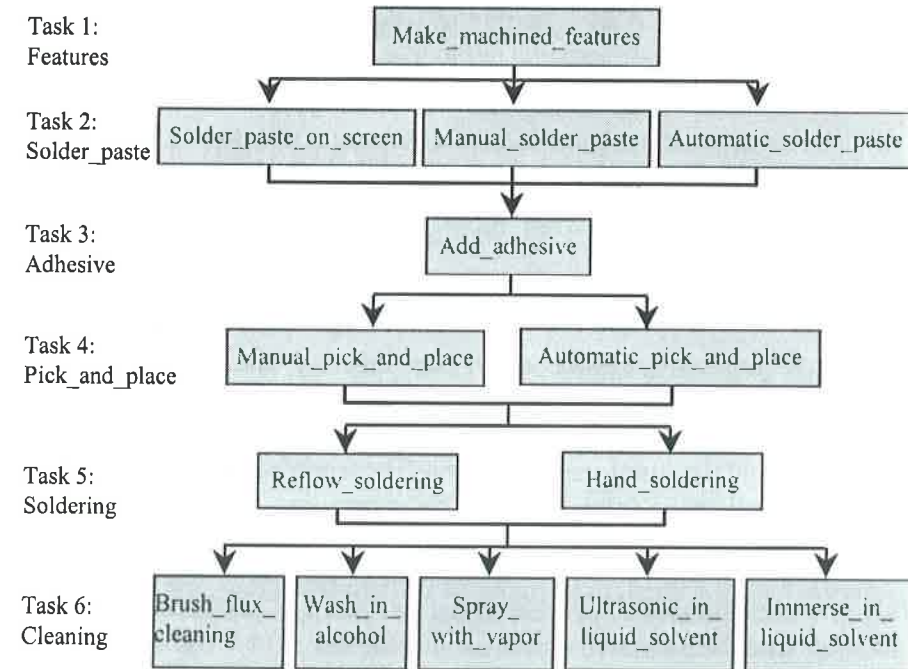 Task 1:
Features
Make_machined_features
Task 2:
Solder_paste
Solder_paste_on_screen
Manual_solder_paste
Automatic_solder_paste
Task 3:
Adhesive
Add_adhesive
Task 4:
Pick_and_place
Manual_pick_and_place
Automatic_pick_and_place
Task 5:
Soldering
Reflow_soldering
Hand_soldering
Task 6:
Cleaning
Brush_flux_
cleaning
Wash_in_
alcohol
Spray_
with_vapor
Ultrasonic_in_
liquid_solvent
Immerse_in_
liquid_solvent